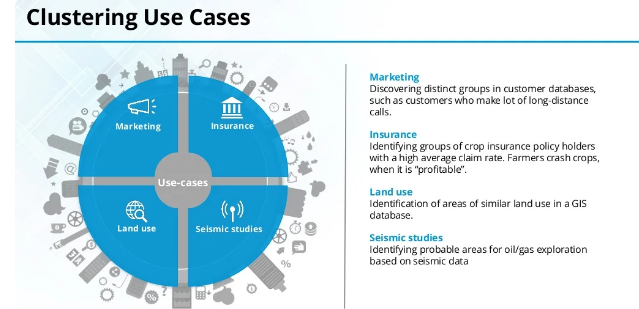 Clustering Use Cases
Marketing
Insurance
Use-cases
Land use
Seismic studies
%
?
%
Marketing
Discovering distinct groups in customer databases,
such as customers who make lot of long-distance
calls.
Insurance
Identifying groups of crop insurance policy holders
with a high average claim rate. Farmers crash crops,
when it is “profitable”.
Land use
Identification of areas of similar land use in a GIS
database.
Seismic studies
Identifying probable areas for oil/gas exploration
based on seismic data